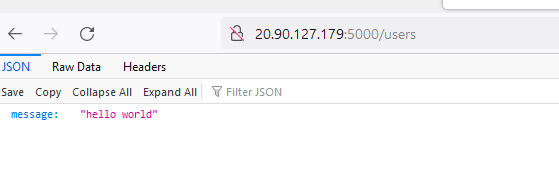 20.90.127.179:5000/users
JSON Raw Data Headers
Save Copy Collapse All Expand All Filter JSON
message: "hello world"